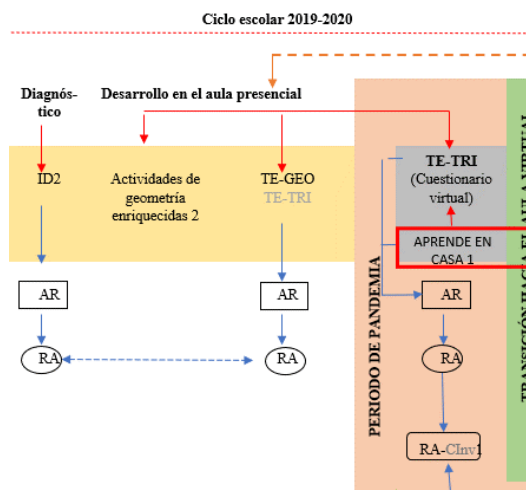 Ciclo escolar 2019-2020
Diagnós-
tico
Desarrollo en el aula presencial
ID2
Actividades de
geometría
enriquecidas 2
TE-GEO
TE-TRI
TE-TRI
(Cuestionario
virtual)
APRENDE EN
CASA 1
AR
AR
AR
RA
RA
RA
RA-CInv1
PERIODO DE PANDEMIA
TRANSICIÓN HACIA EL AULA VIRTUAL